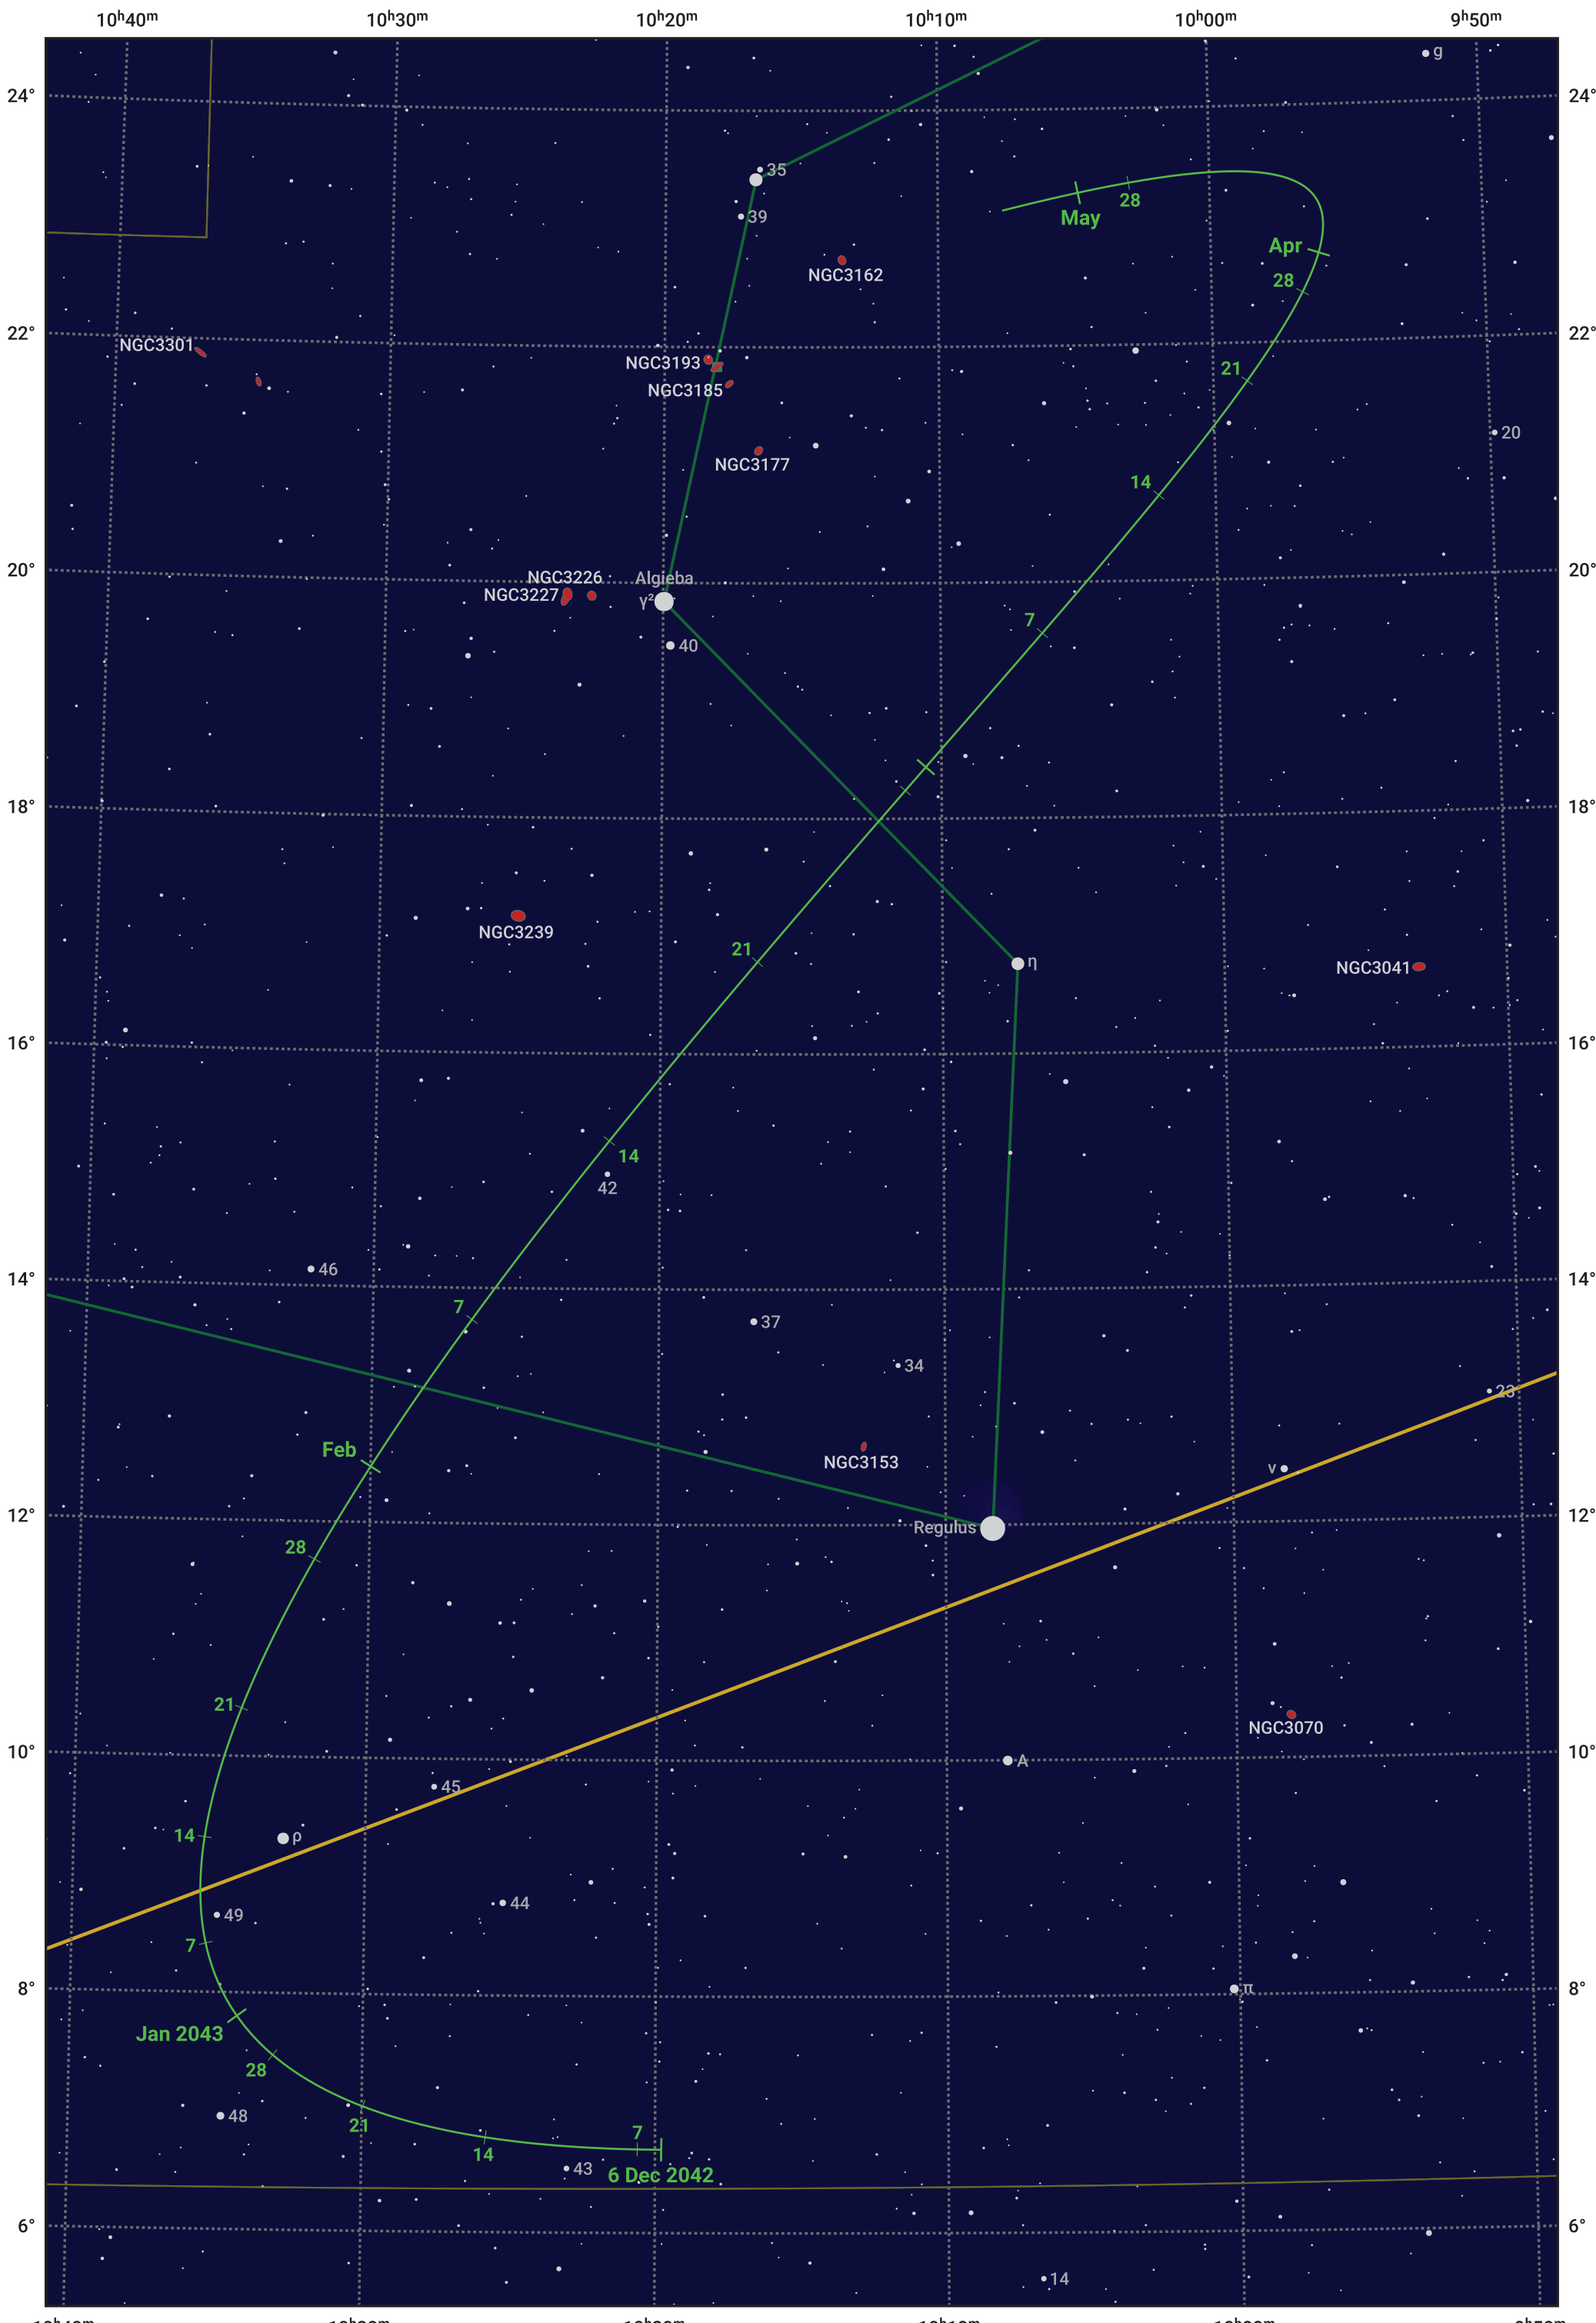 10ʰ40ᵐ 10ʰ30ᵐ 10ʰ20ᵐ 10ʰ10ᵐ 10ʰ00ᵐ 9ʰ50ᵐ
g
24° 24°
35
28
39 May
Apr
NGC3162
28
22° 22°
NGC3301
NGC3193
21
NGC3185
20
NGC3177
14
20° 20°
NGC3226 Algieba
NGC3227 γ²
7
40
18° 18°
NGC3239
21
η
NGC3041
16° 16°
14
42
46
14° 14°
7
37
34
23
Feb
NGC3153
ν
12° 12°
Regulus
28
21
NGC3070
10° 10°
A
45
14 ρ
44
49
7
8° 8°
π
Jan 2043
28
48
21
7
14
43
6 Dec 2042
6° 6°
14